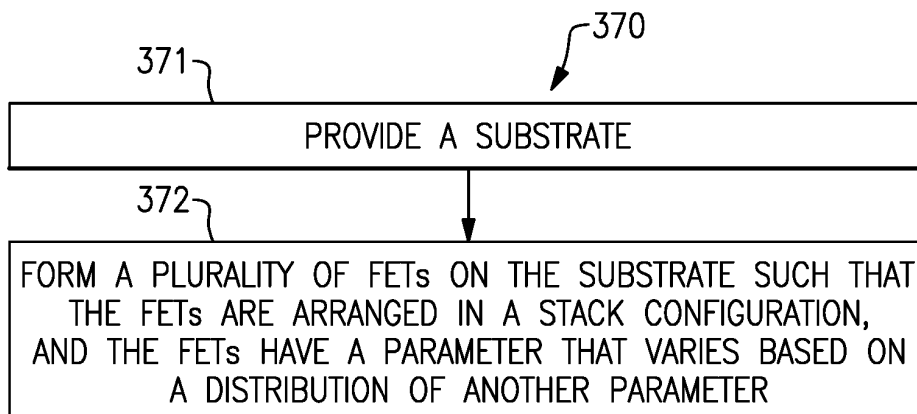 370
371
PROVIDE A SUBSTRATE
372
FORM A PLURALITY OF FETs ON THE SUBSTRATE SUCH THAT
THE FETs ARE ARRANGED IN A STACK CONFIGURATION,
AND THE FETs HAVE A PARAMETER THAT VARIES BASED ON
A DISTRIBUTION OF ANOTHER PARAMETER